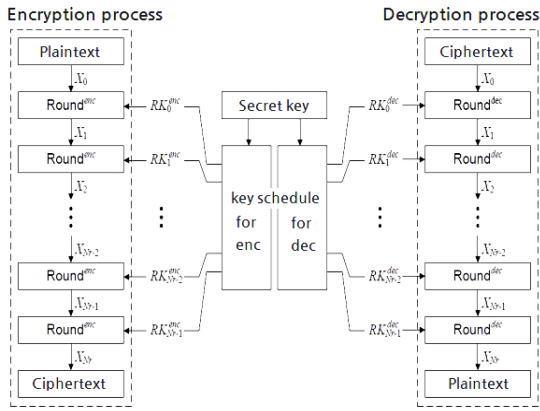 Encryption process
Decryption process
Plaintext
Ciphertext
X0
X0
Roundenc
RK0enc
Secret key
RK0dec
Rounddec
X1
X1
Roundenc
RK1enc
RK1dec
Rounddec
X2
X2
key schedule
for
for
enc
dec
XNr-2
XNr-2
Roundenc
RKNr-2enc
RKNr-2dec
Rounddec
XNr-1
XNr-1
Roundenc
RKNr-1enc
RKNr-1dec
Rounddec
XNr
XNr
Ciphertext
Plaintext